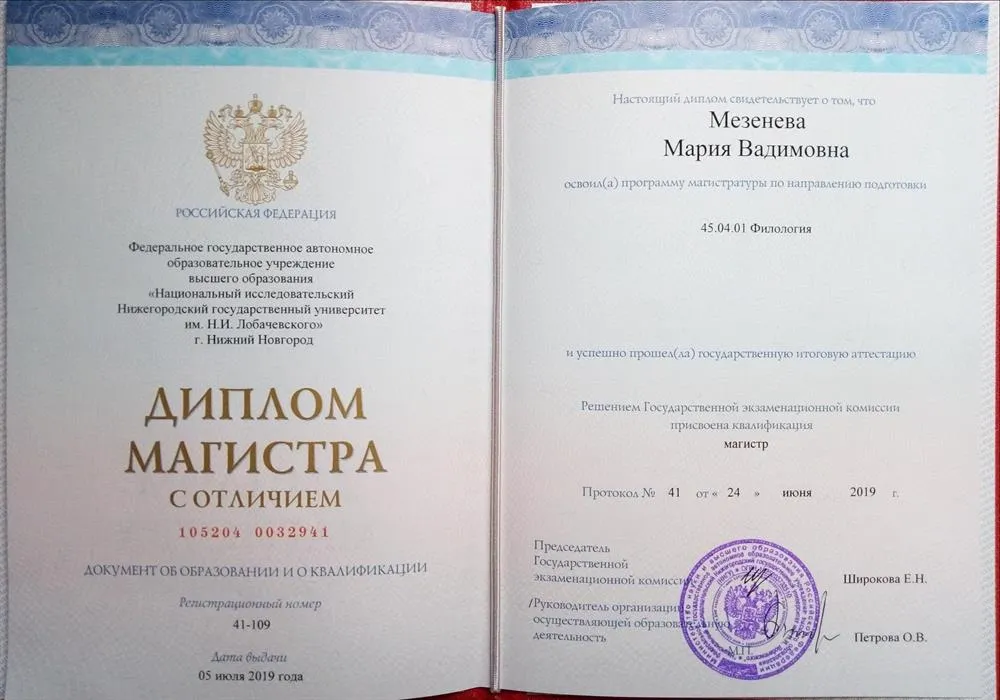 РОССИЙСКАЯ ФЕДЕРАЦИЯ
Федеральное государственное автономное
образовательное учреждение
высшего образования
«Национальный исследовательский
Нижегородский государственный университет
им. Н.И. Лобачевского»
г. Нижний Новгород
ДИПЛОМ
МАГИСТРА
С ОТЛИЧИЕМ
105204 0032941
ДОКУМЕНТ ОБ ОБРАЗОВАНИИ И О КВАЛИФИКАЦИИ
Регистрационный номер
41-109
Дата выдачи
05 июля 2019 года
Настоящий диплом свидетельствует о том, что
Мезенева
Мария Вадимовна
освоил(а) программу магистратуры по направлению подготовки
45.04.01 Филология
и успешно прошел(ла) государственную итоговую аттестацию
Решением Государственной экзаменационной комиссии
присвоена квалификация
магистр
Протокол № 41 от « 24 » июня 2019 г.
Председатель
Государственной
экзаменационной комиссии
Широкова Е.Н.
/Руководитель организации,
осуществляющей образовательную
деятельность
Петрова О.В.
М.П.